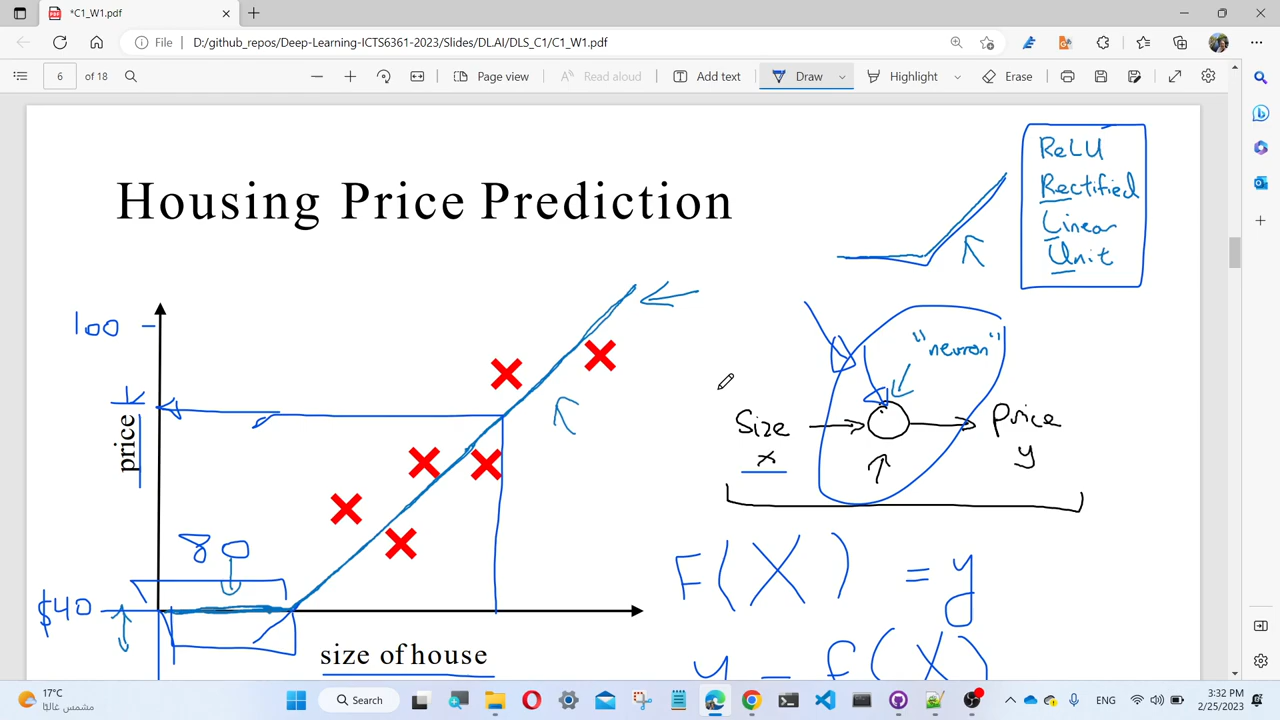 *C1_W1.pdf
File
D:/github_repos/Deep-Learning-ICTS6361-2023/Slides/DL.AI/DLS_C1/C1_W1.pdf
6 of 18
Page view
Read aloud
Add text
Draw
Highlight
Erase
Housing Price Prediction
ReLU
Rectified
Linear
Unit
100
price
80
$40
size of house
"neuron"
Size
x
Price
y
F(X) = y
y = f(X)
17°C
مشمس غالبًا
Search
ENG
3:32 PM
2/25/2023